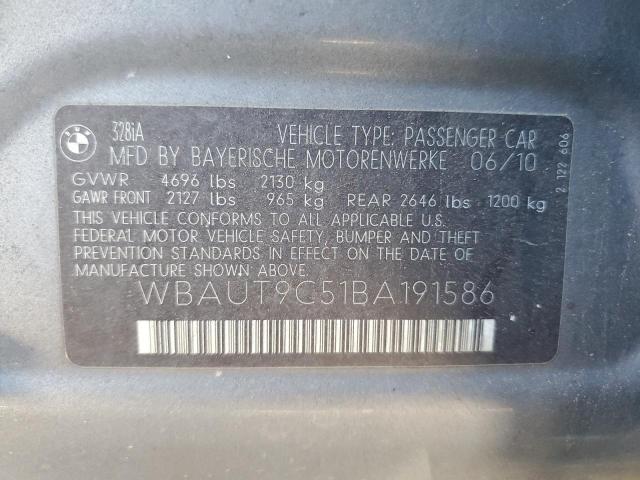 BMW
328iA
VEHICLE TYPE: PASSENGER CAR
MFD BY BAYERISCHE MOTORENWERKE 06/10
GVWR 4696 lbs 2130 kg
GAWR FRONT 2127 lbs 965 kg REAR 2646 lbs 1200 kg
THIS VEHICLE CONFORMS TO ALL APPLICABLE U.S.
FEDERAL MOTOR VEHICLE SAFETY, BUMPER AND THEFT
PREVENTION STANDARDS IN EFFECT ON THE DATE OF
MANUFACTURE SHOWN ABOVE.
WBAUT9C51BA191586
2 122 606